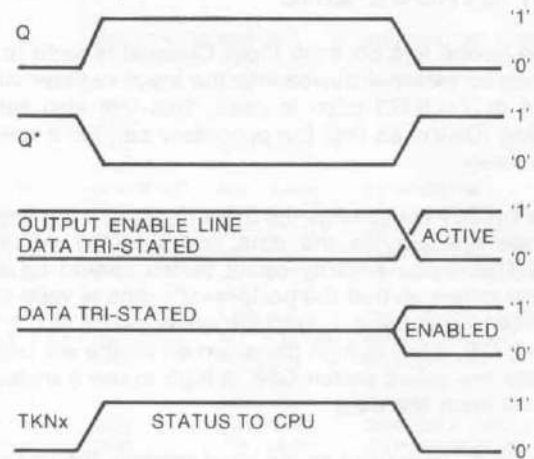 Q
'1'
'0'
Q*
'1'
'0'
OUTPUT ENABLE LINE
DATA TRI-STATED
'1'
ACTIVE
'0'
DATA TRI-STATED
'1'
ENABLED
'0'
TKNx
STATUS TO CPU
'1'
'0'